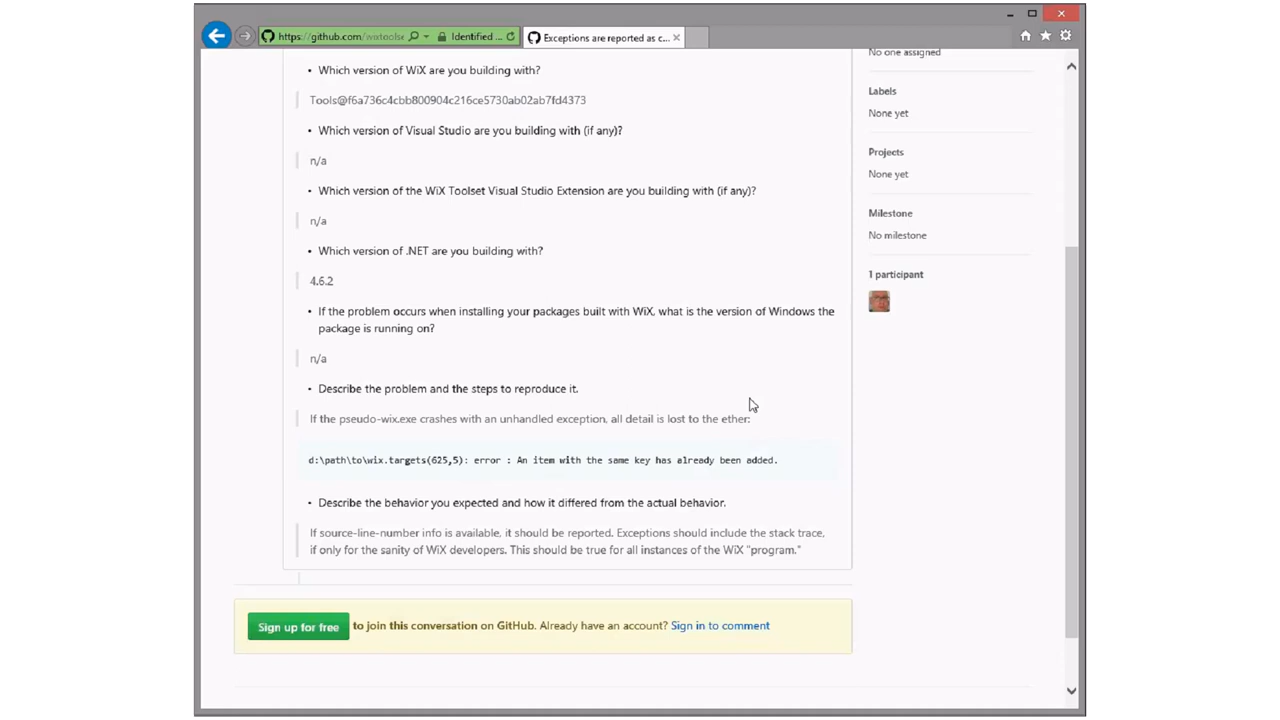 https://github.com/wixtoolse
Identified ...
Exceptions are reported as c...
No one assigned
• Which version of WiX are you building with?
Labels
Tools@f6a736c4cbb800904c216ce5730ab02ab7fd4373
None yet
• Which version of Visual Studio are you building with (if any)?
Projects
n/a
None yet
• Which version of the WiX Toolset Visual Studio Extension are you building with (if any)?
Milestone
n/a
No milestone
• Which version of .NET are you building with?
1 participant
4.6.2
• If the problem occurs when installing your packages built with WiX, what is the version of Windows the
package is running on?
n/a
• Describe the problem and the steps to reproduce it.
If the pseudo-wix.exe crashes with an unhandled exception, all detail is lost to the ether:
d:\path\to\wix.targets(625,5): error : An item with the same key has already been added.
• Describe the behavior you expected and how it differed from the actual behavior.
If source-line-number info is available, it should be reported. Exceptions should include the stack trace,
if only for the sanity of WiX developers. This should be true for all instances of the WiX "program."
Sign up for free to join this conversation on GitHub. Already have an account? Sign in to comment